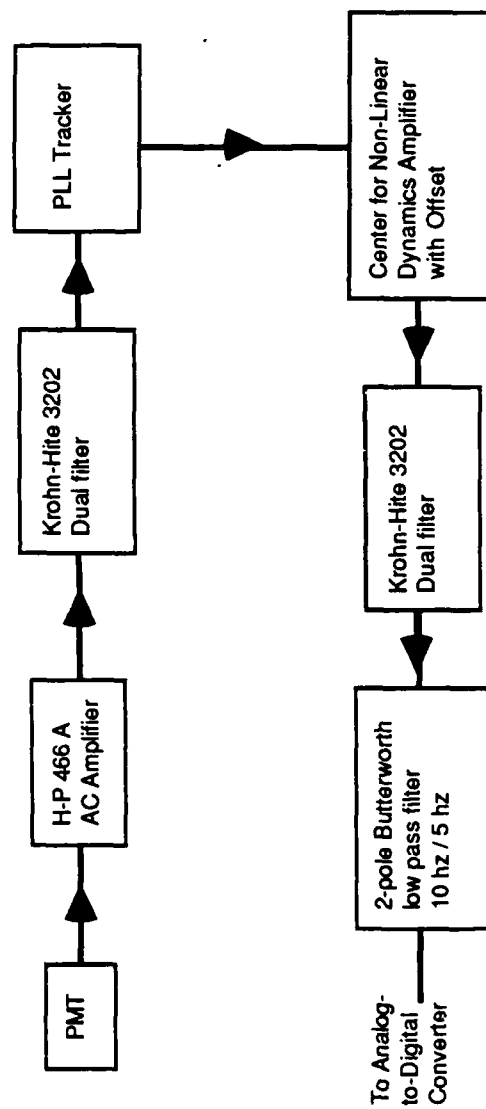 PMT
H-P 466 A
AC Amplifier
Krohn-Hite 3202
Dual filter
PLL Tracker
Center for Non-Linear
Dynamics Amplifier
with Offset
Krohn-Hite 3202
Dual filter
2-pole Butterworth
low pass filter
10 hz / 5 hz
To Analog-
to-Digital
Converter